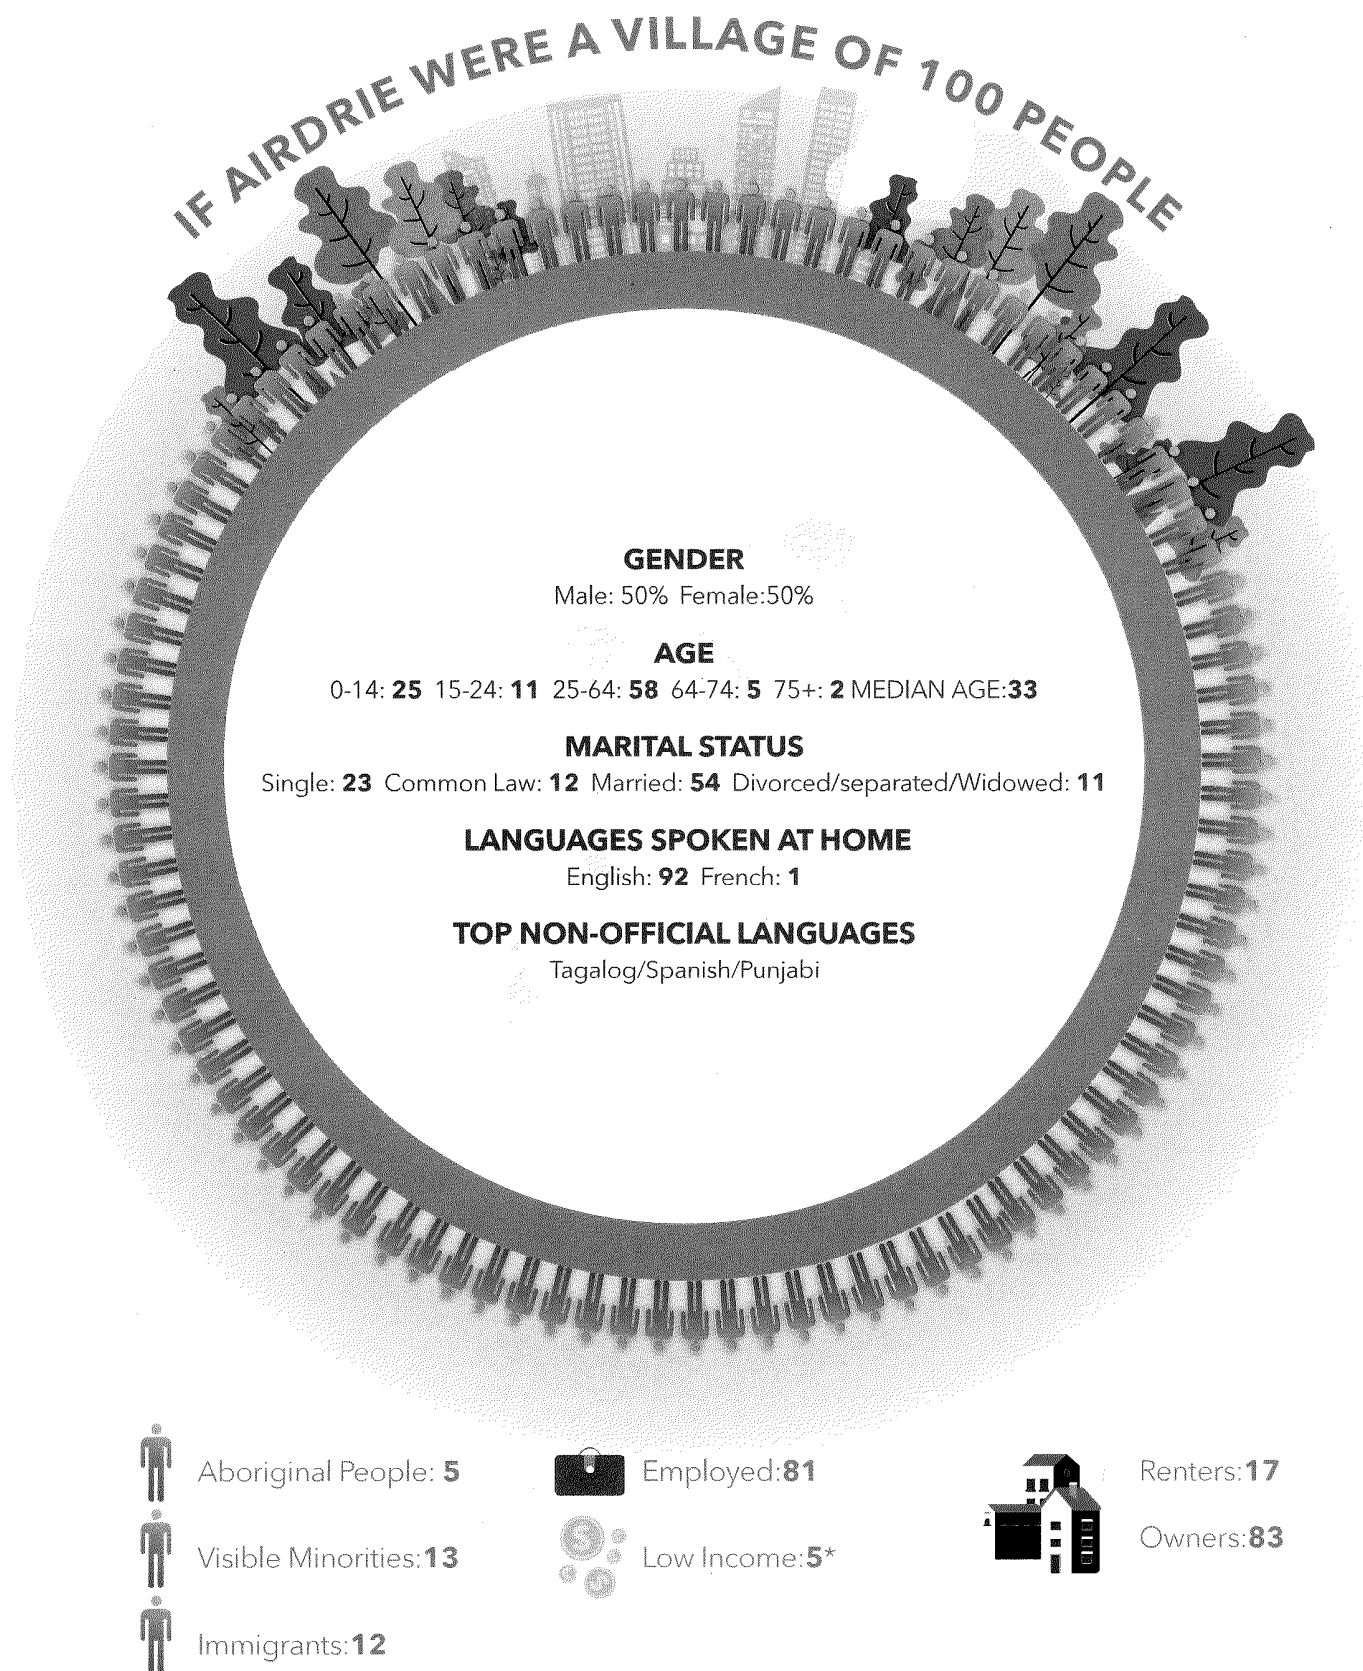 IF AIRDRIE WERE A VILLAGE OF 100 PEOPLE
GENDER
Male: 50% Female:50%
AGE
0-14: 25 15-24: 11 25-64: 58 64-74: 5 75+: 2 MEDIAN AGE:33
MARITAL STATUS
Single: 23 Common Law: 12 Married: 54 Divorced/separated/Widowed: 11
LANGUAGES SPOKEN AT HOME
English: 92 French: 1
TOP NON-OFFICIAL LANGUAGES
Tagalog/Spanish/Punjabi
Aboriginal People: 5
Visible Minorities:13
Immigrants:12
Employed:81
$
Low Income:5*
Renters:17
Owners:83